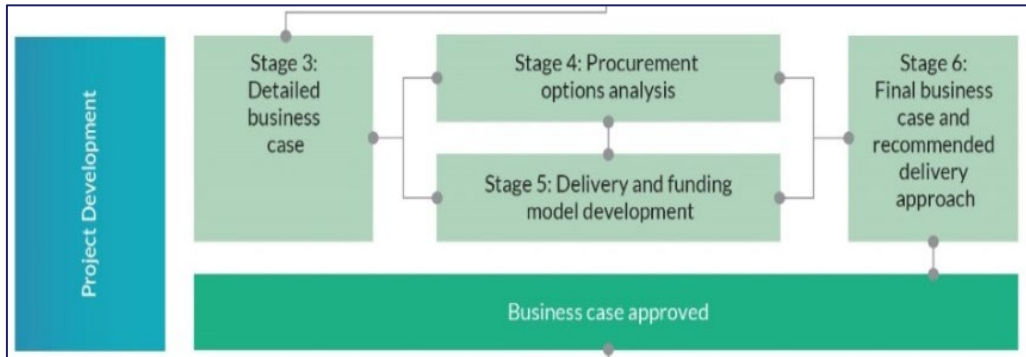 Project Development
Stage 3:
Detailed
business
case
Stage 4: Procurement
options analysis
Stage 5: Delivery and funding
model development
Stage 6:
Final business
case and
recommended
delivery
approach
Business case approved